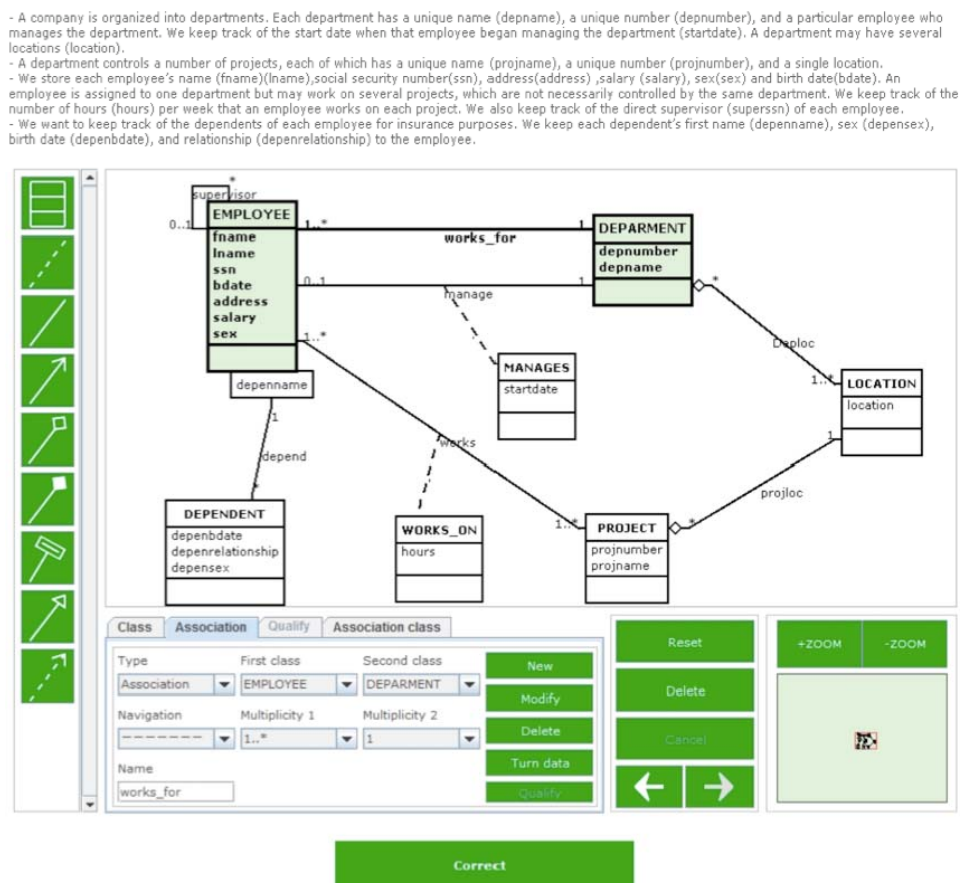 - A company is organized into departments. Each department has a unique name (depname), a unique number (depnumber), and a particular employee who
manages the department. We keep track of the start date when that employee began managing the department (startdate). A department may have several
locations (location).
- A department controls a number of projects, each of which has a unique name (projname), a unique number (projnumber), and a single location.
- We store each employee's name (fname)(lname),social security number(ssn), address(address) ,salary (salary), sex(sex) and birth date(bdate). An
employee is assigned to one department but may work on several projects, which are not necessarily controlled by the same department. We keep track of the
number of hours (hours) per week that an employee works on each project. We also keep track of the direct supervisor (superssn) of each employee.
- We want to keep track of the dependents of each employee for insurance purposes. We keep each dependent's first name (depenname), sex (depensex),
birth date (depenbdate), and relationship (depenrelationship) to the employee.
*
supervisor
0..1
EMPLOYEE
fname
lname
ssn
bdate
address
salary
sex
1..*
works_for
1
DEPARMENT
depnumber
depname
0..1
manage
1
*
Deploc
1..*
LOCATION
location
MANAGES
startdate
1..*
works
depenname
1
depend
*
DEPENDENT
depenbdate
depenrelationship
depensex
WORKS_ON
hours
1..*
PROJECT
projnumber
projname
*
projloc
1
Class Association Qualify Association class
Type First class Second class
Association EMPLOYEE DEPARMENT
Navigation Multiplicity 1 Multiplicity 2
------- 1..* 1
Name
works_for
New
Modify
Delete
Turn data
Qualify
Reset
Delete
Cancel
+ZOOM -ZOOM
Correct